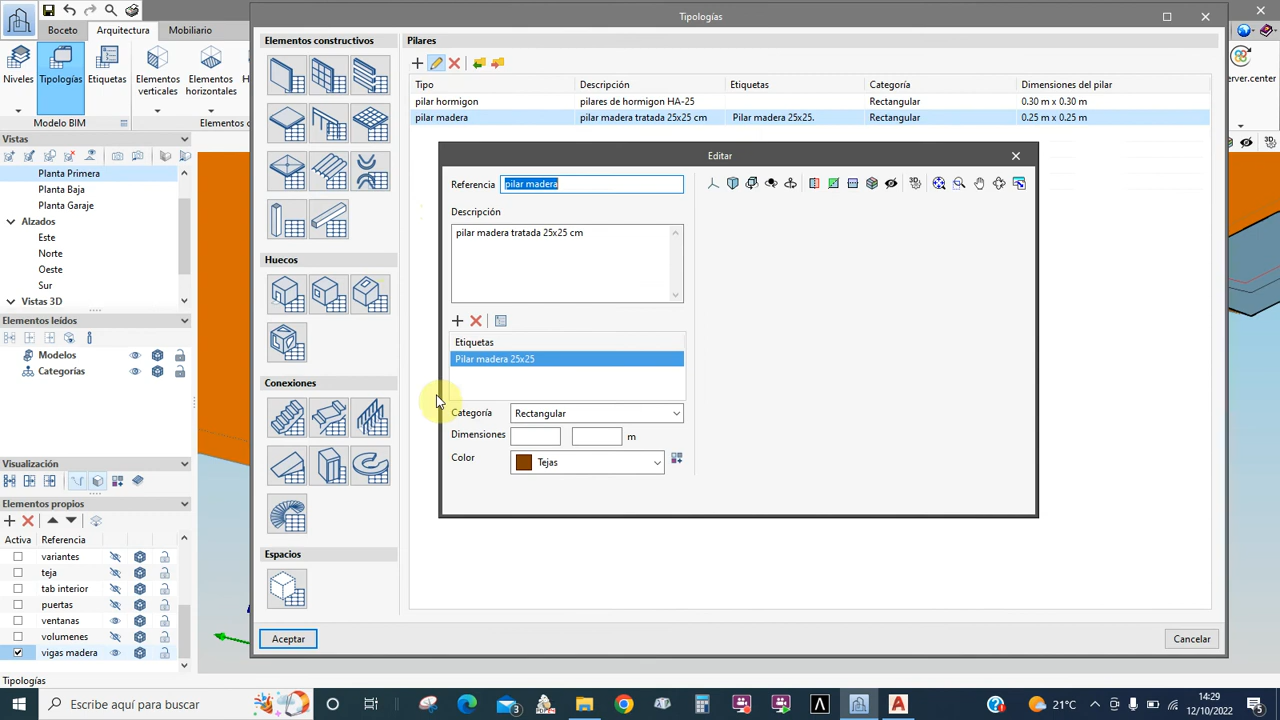 Tipologías
Boceto
Arquitectura
Mobiliario
Niveles
Tipologías
Etiquetas
Elementos verticales
Elementos horizontales
Modelo BIM
Elementos c
Vistas
Planta Primera
Planta Baja
Planta Garaje
Alzados
Este
Norte
Oeste
Sur
Vistas 3D
Elementos leídos
Modelos
Categorías
Visualización
Elementos propios
Activa Referencia
variantes
teja
tab interior
puertas
ventanas
volumenes
vigas madera
Tipologías
Elementos constructivos
Huecos
Conexiones
Espacios
Aceptar
Pilares
Tipo Descripción Etiquetas Categoría Dimensiones del pilar
pilar hormigon pilares de hormigon HA-25 Rectangular 0.30 m x 0.30 m
pilar madera pilar madera tratada 25x25 cm Pilar madera 25x25. Rectangular 0.25 m x 0.25 m
Editar
Referencia pilar madera
Descripción
pilar madera tratada 25x25 cm
Etiquetas
Pilar madera 25x25
Categoría Rectangular
Dimensiones m
Color Tejas
Cancelar
erver.center
Escribe aquí para buscar
3
21°C
14:29
12/10/2022